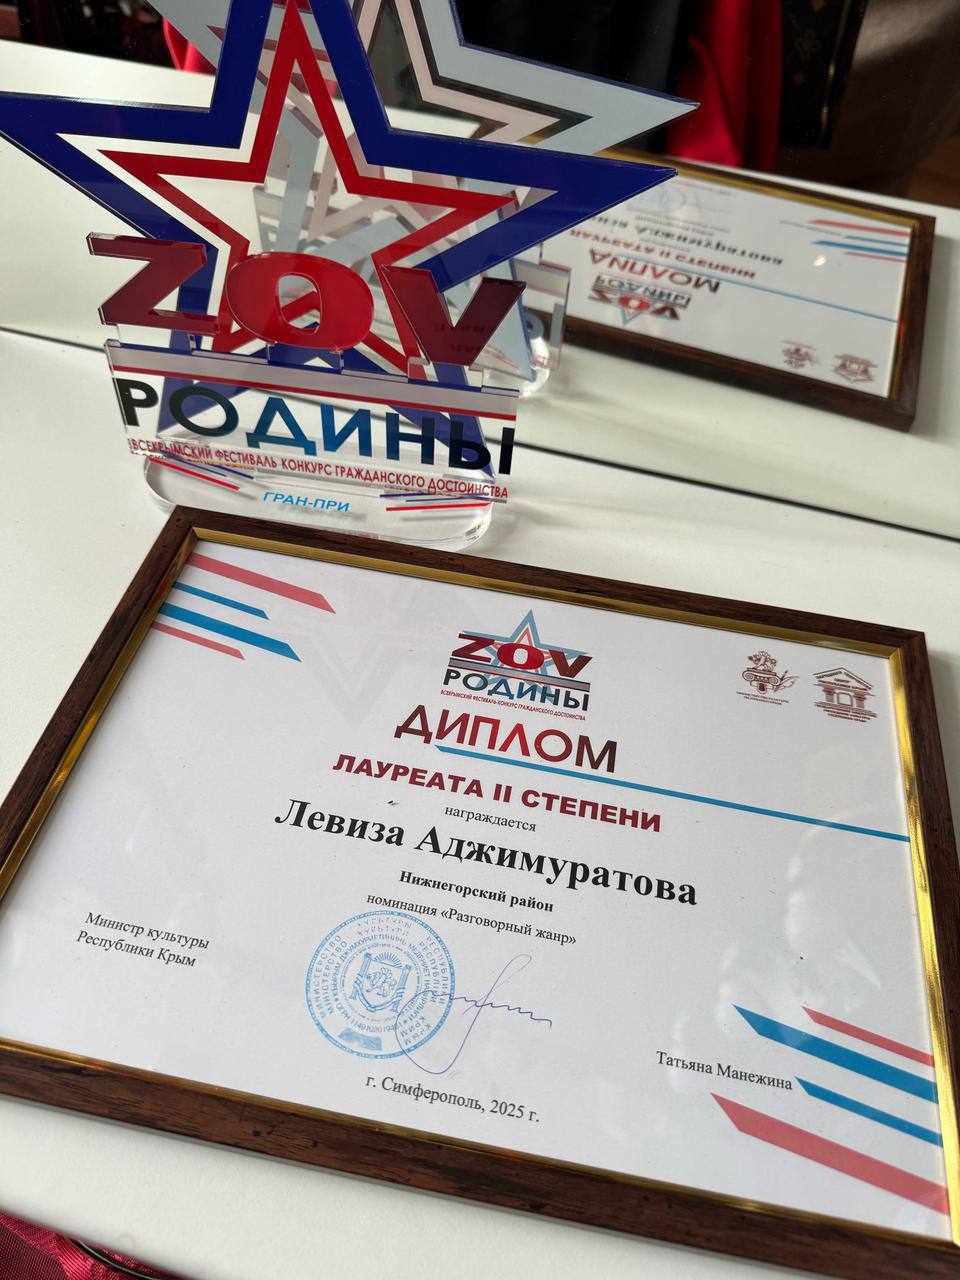 ZOV
РОДИНЫ
ВСЕКРЫМСКИЙ ФЕСТИВАЛЬ КОНКУРС ГРАЖДАНСКОГО ДОСТОИНСТВА
ГРАН-ПРИ
ZOV
РОДИНЫ
ВСЕКРЫМСКИЙ ФЕСТИВАЛЬ-КОНКУРС ГРАЖДАНСКОГО ДОСТОИНСТВА
ДИПЛОМ
ЛАУРЕАТА II СТЕПЕНИ
награждается
Левиза Аджимуратова
Нижнегорский район
номинация «Разговорный жанр»
Министр культуры
Республики Крым
Татьяна Манежина
г. Симферополь, 2025 г.